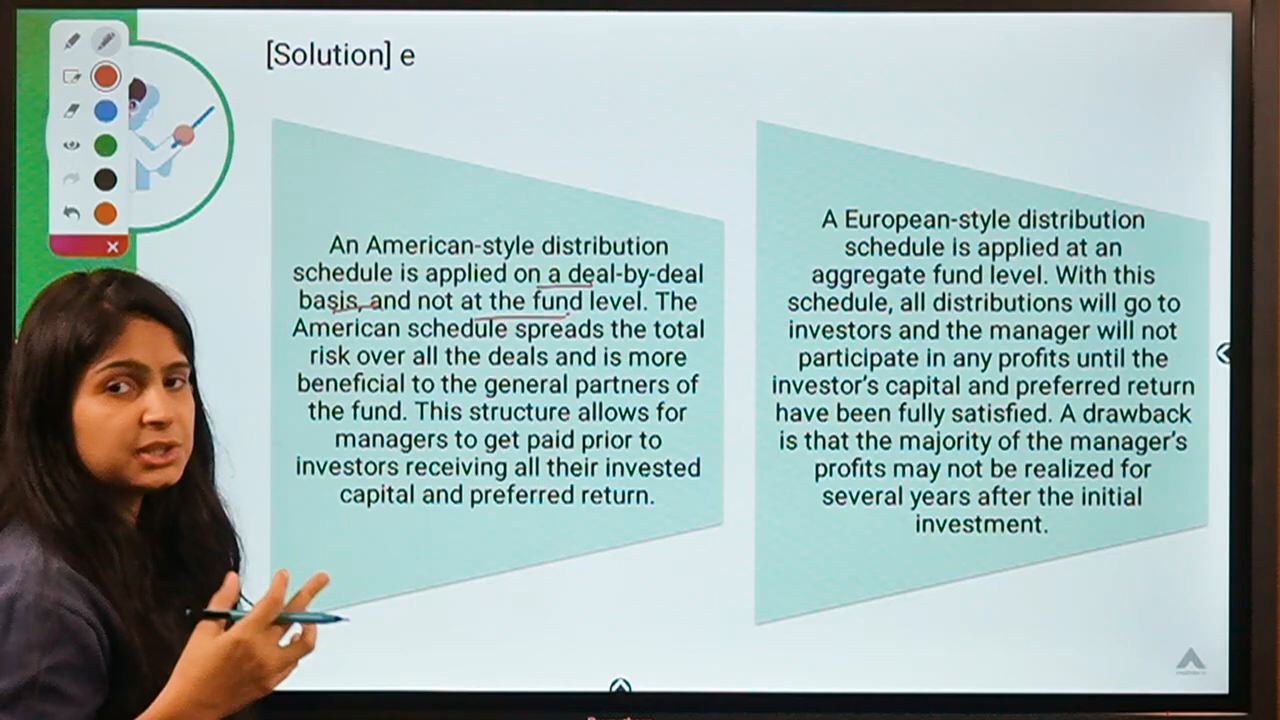 [Solution] e
An American-style distribution
schedule is applied on a deal-by-deal
basis, and not at the fund level. The
American schedule spreads the total
risk over all the deals and is more
beneficial to the general partners of
the fund. This structure allows for
managers to get paid prior to
investors receiving all their invested
capital and preferred return.
A European-style distribution
schedule is applied at an
aggregate fund level. With this
schedule, all distributions will go to
investors and the manager will not
participate in any profits until the
investor's capital and preferred return
have been fully satisfied. A drawback
is that the majority of the manager's
profits may not be realized for
several years after the initial
investment.